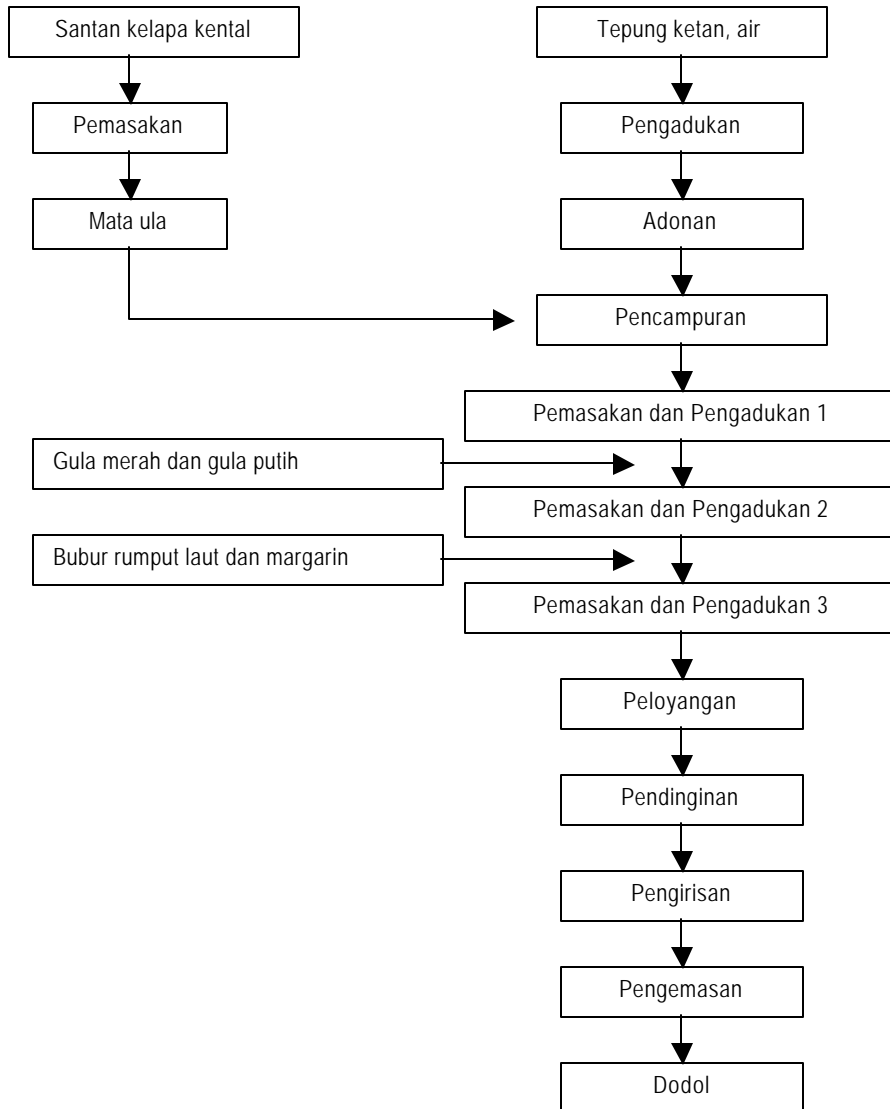 Santan kelapa kental
Tepung ketan, air
Pemasakan
Pengadukan
Mata ula
Adonan
Pencampuran
Pemasakan dan Pengadukan 1
Gula merah dan gula putih
Pemasakan dan Pengadukan 2
Bubur rumput laut dan margarin
Pemasakan dan Pengadukan 3
Peloyangan
Pendinginan
Pengirisan
Pengemasan
Dodol